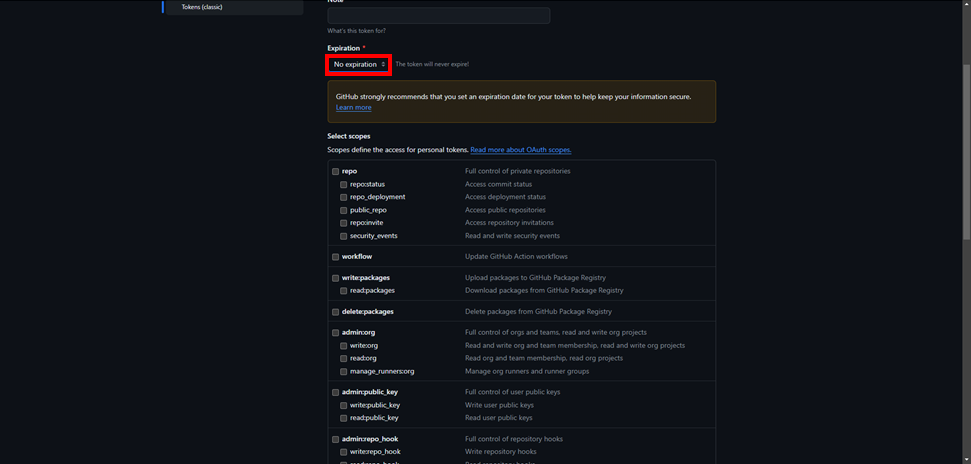 Tokens (classic)
Note
What's this token for?
Expiration *
No expiration The token will never expire!
GitHub strongly recommends that you set an expiration date for your token to help keep your information secure.
Learn more
Select scopes
Scopes define the access for personal tokens. Read more about OAuth scopes.
repo Full control of private repositories
repo:status Access commit status
repo_deployment Access deployment status
public_repo Access public repositories
repo:invite Access repository invitations
security_events Read and write security events
workflow Update GitHub Action workflows
write:packages Upload packages to GitHub Package Registry
read:packages Download packages from GitHub Package Registry
delete:packages Delete packages from GitHub Package Registry
admin:org Full control of orgs and teams, read and write org projects
write:org Read and write org and team membership, read and write org projects
read:org Read org and team membership, read org projects
manage_runners:org Manage org runners and runner groups
admin:public_key Full control of user public keys
write:public_key Write user public keys
read:public_key Read user public keys
admin:repo_hook Full control of repository hooks
write:repo_hook Write repository hooks
read:repo_hook Read repository hooks